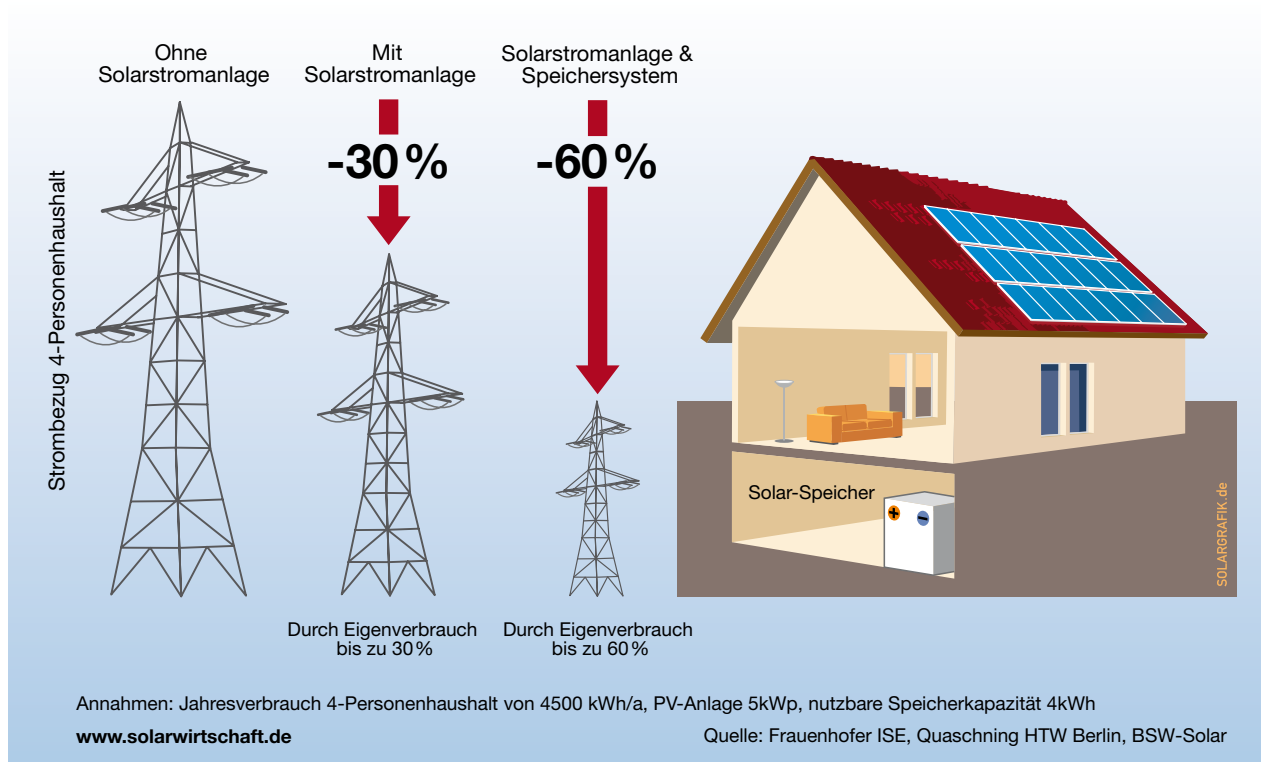 Ohne
Solarstromanlage
Mit
Solarstromanlage
Solarstromanlage &
Speichersystem
-30 %
-60 %
Strombezug 4-Personenhaushalt
Solar-Speicher
+
–
SOLARGRAFIK.de
Durch Eigenverbrauch
bis zu 30 %
Durch Eigenverbrauch
bis zu 60 %
Annahmen: Jahresverbrauch 4-Personenhaushalt von 4500 kWh/a, PV-Anlage 5kWp, nutzbare Speicherkapazität 4kWh
www.solarwirtschaft.de
Quelle: Frauenhofer ISE, Quaschning HTW Berlin, BSW-Solar